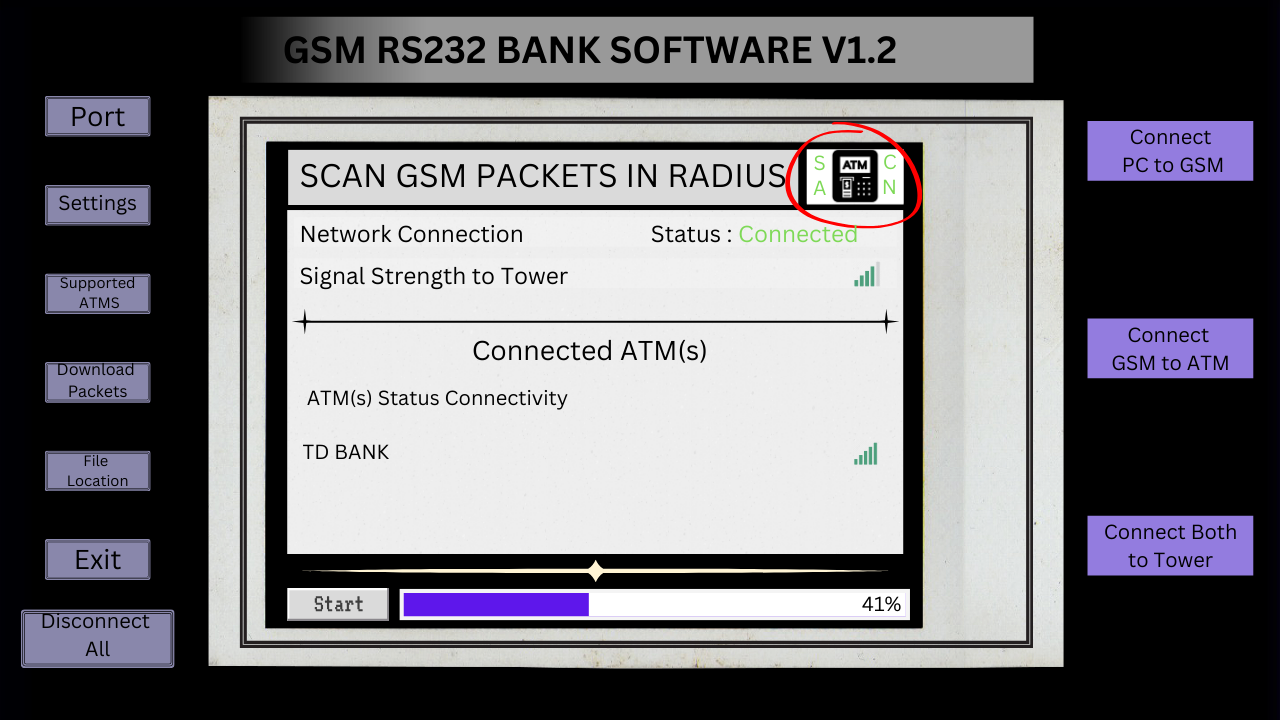 GSM RS232 BANK SOFTWARE V1.2
Port
Settings
Supported
ATMS
Download
Packets
File
Location
Exit
Disconnect
All
SCAN GSM PACKETS IN RADIUS
S ATM C
A $ N
Network Connection Status : Connected
Signal Strength to Tower
Connected ATM(s)
ATM(s) Status Connectivity
TD BANK
Start 41%
Connect
PC to GSM
Connect
GSM to ATM
Connect Both
to Tower